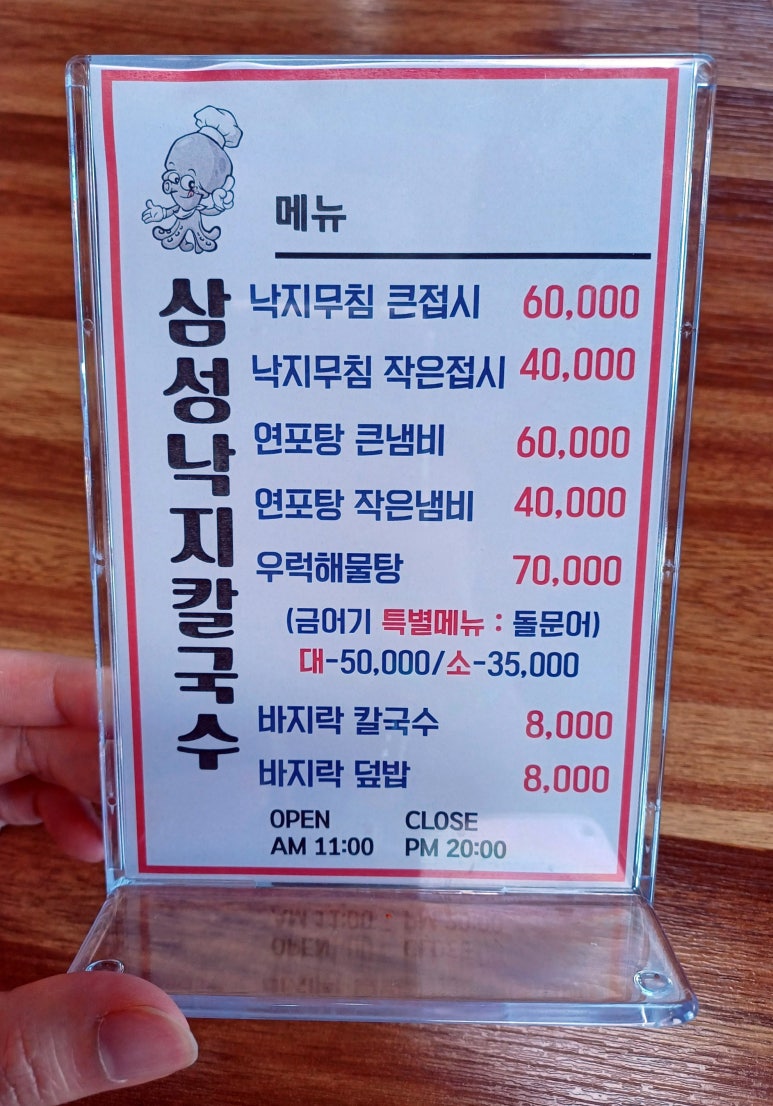 메뉴
삼성낙지칼국수
낙지무침 큰접시 60,000
낙지무침 작은접시 40,000
연포탕 큰냄비 60,000
연포탕 작은냄비 40,000
우럭해물탕 70,000
(금어기 특별메뉴 : 돌문어)
대-50,000/소-35,000
바지락 칼국수 8,000
바지락 덮밥 8,000
OPEN CLOSE
AM 11:00 PM 20:00